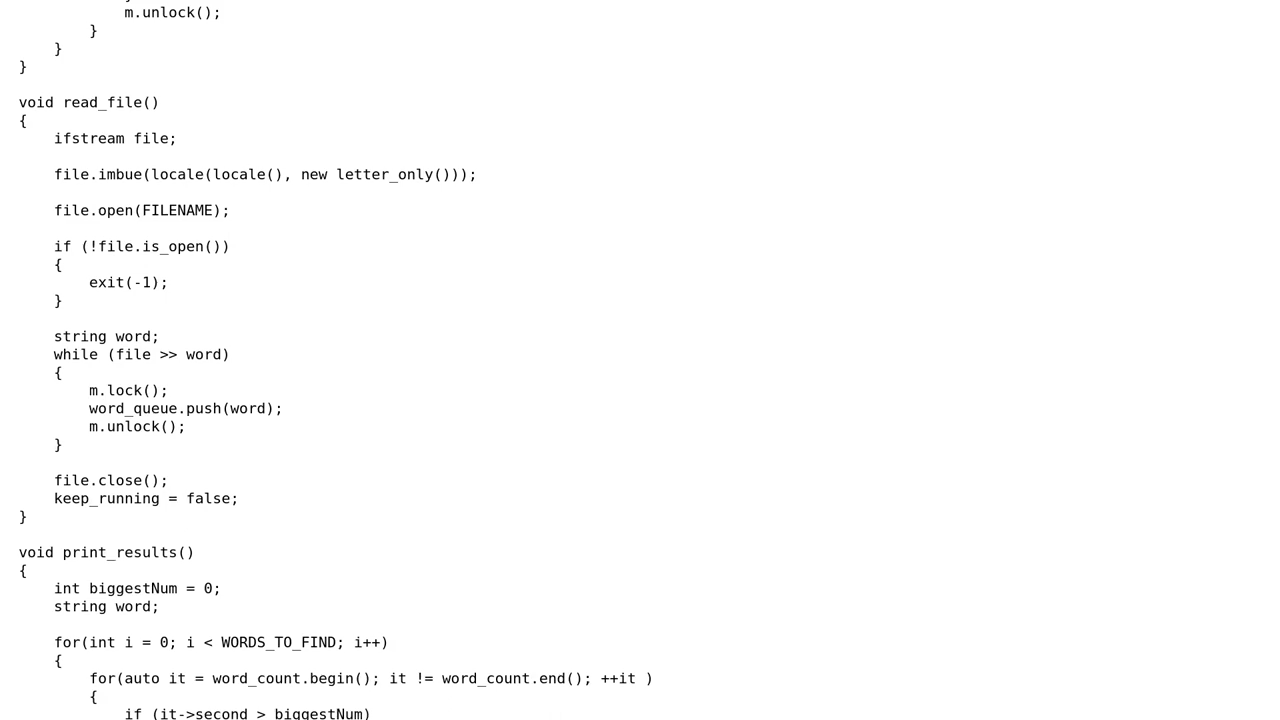 m.unlock();
        }
    }
}

void read_file()
{
    ifstream file;

    file.imbue(locale(locale(), new letter_only()));

    file.open(FILENAME);

    if (!file.is_open())
    {
        exit(-1);
    }

    string word;
    while (file >> word)
    {
        m.lock();
        word_queue.push(word);
        m.unlock();
    }

    file.close();
    keep_running = false;
}

void print_results()
{
    int biggestNum = 0;
    string word;

    for(int i = 0; i < WORDS_TO_FIND; i++)
    {
        for(auto it = word_count.begin(); it != word_count.end(); ++it )
        {
            if (it->second > biggestNum)